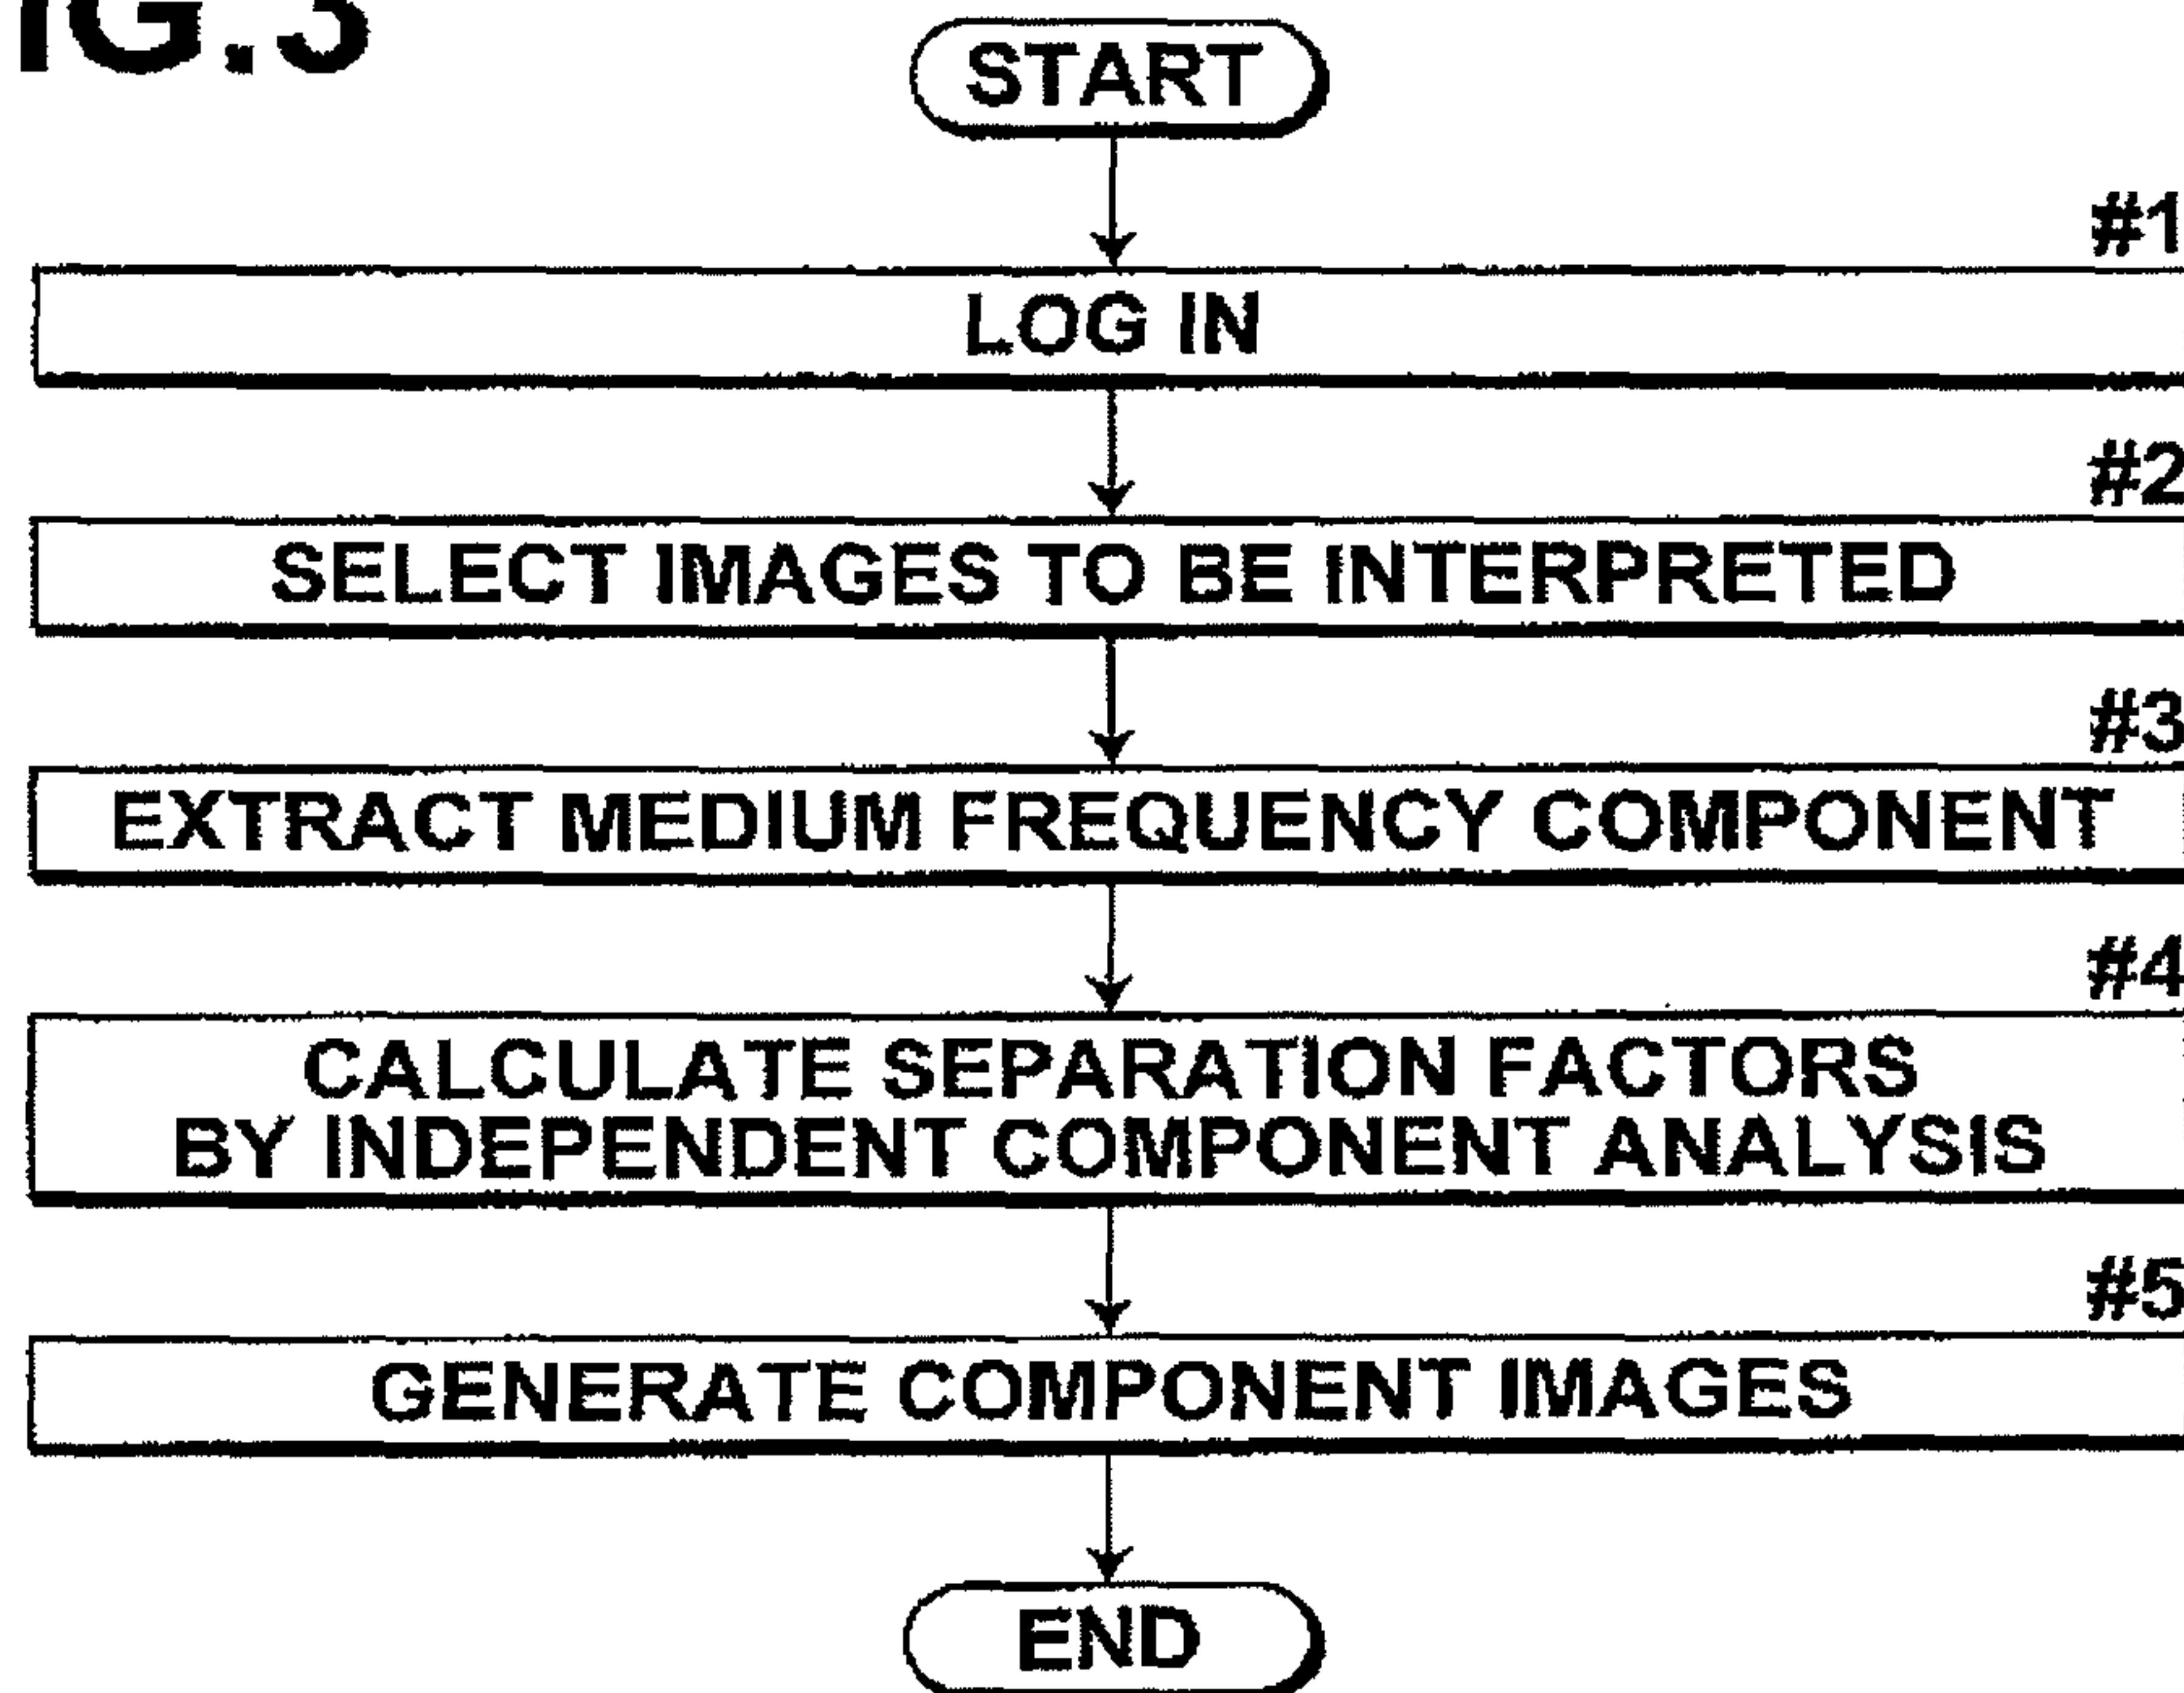 IG.3
START
#1
LOG IN
#2
SELECT IMAGES TO BE INTERPRETED
#3
EXTRACT MEDIUM FREQUENCY COMPONENT
#4
CALCULATE SEPARATION FACTORS
BY INDEPENDENT COMPONENT ANALYSIS
#5
GENERATE COMPONENT IMAGES
END